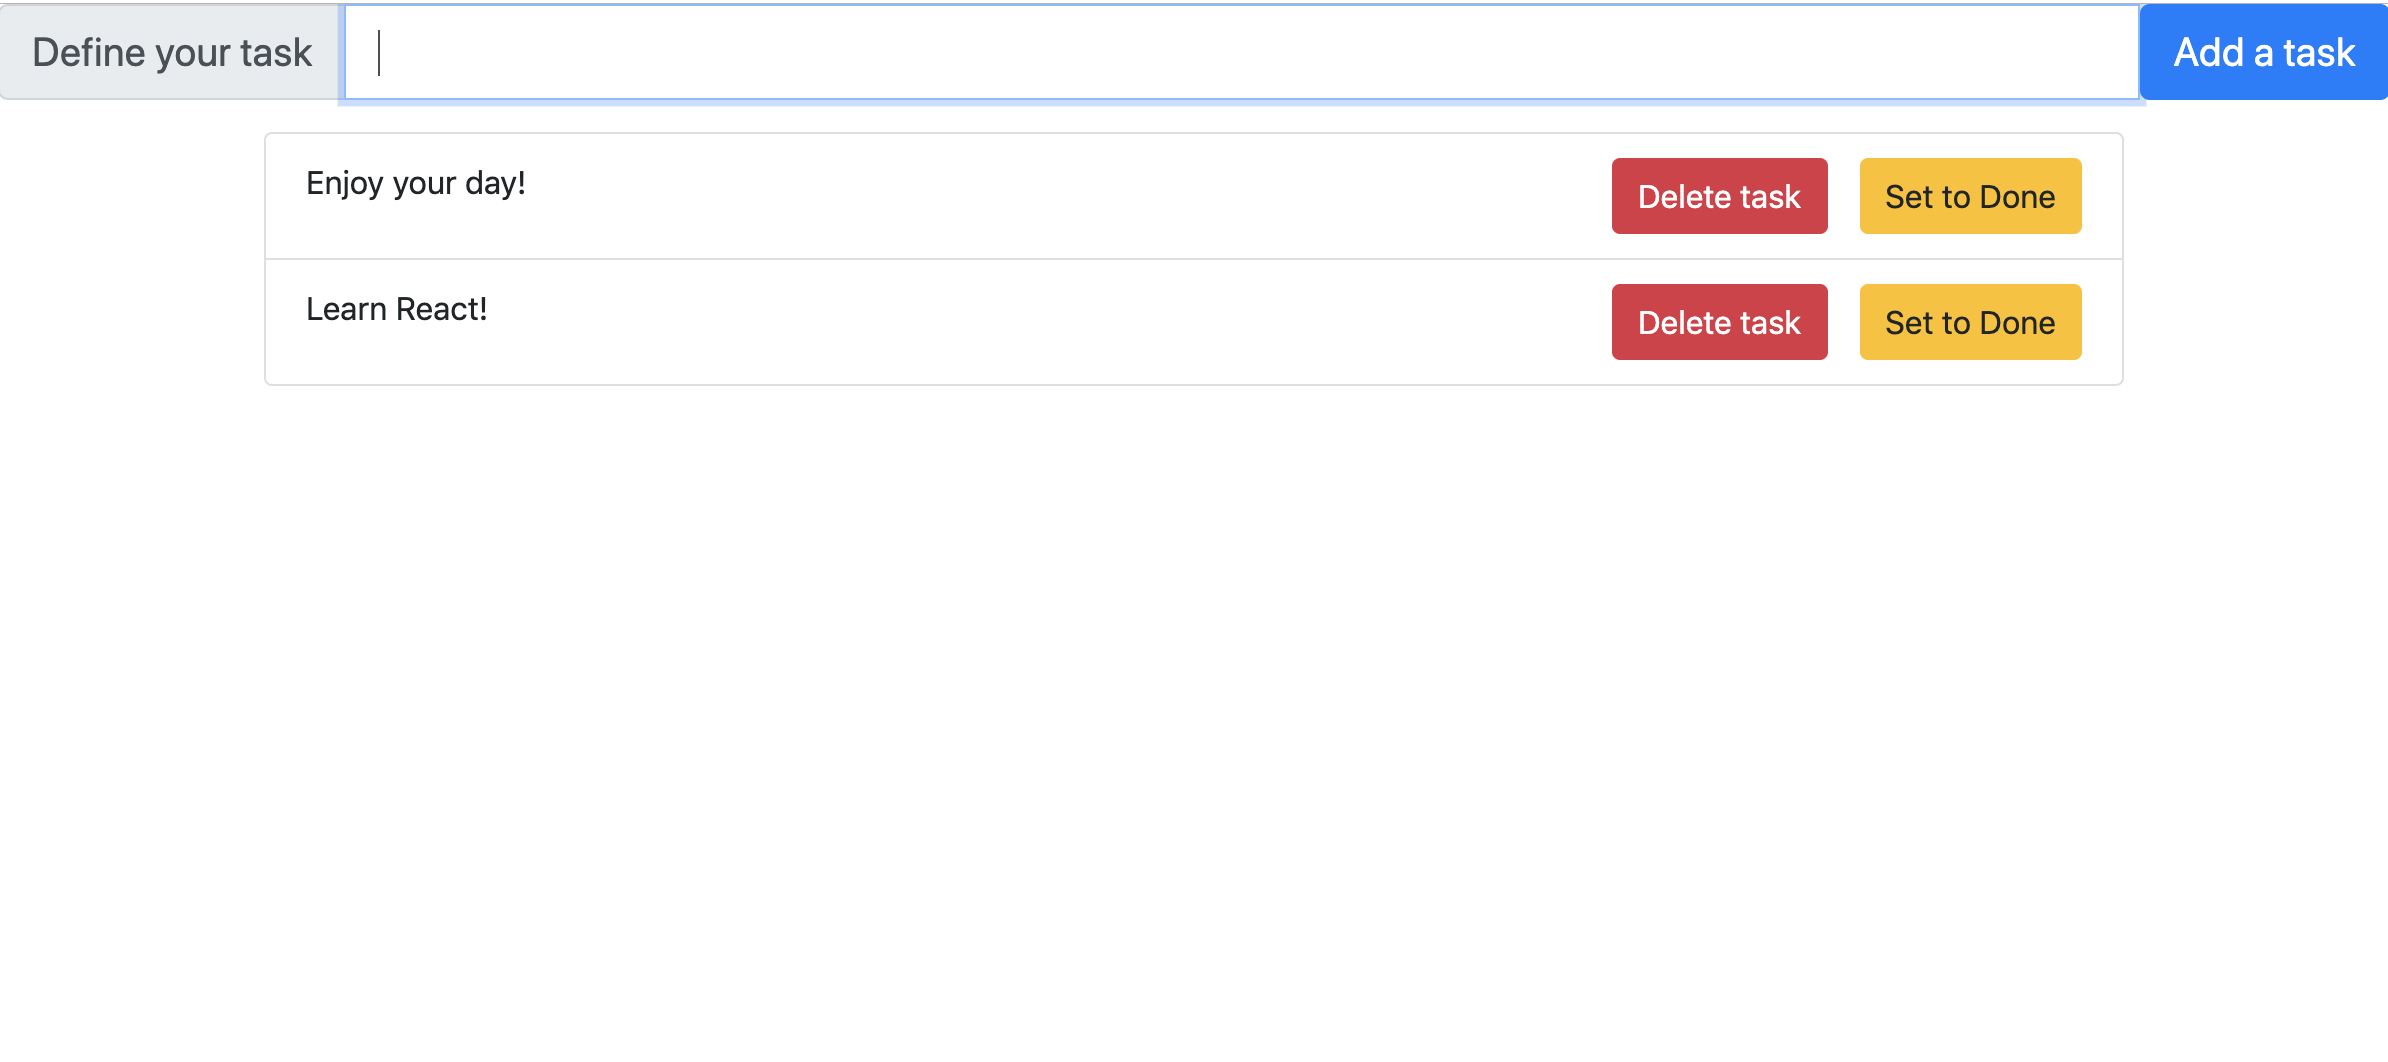 Define your task Add a task
Enjoy your day! Delete task Set to Done
Learn React! Delete task Set to Done